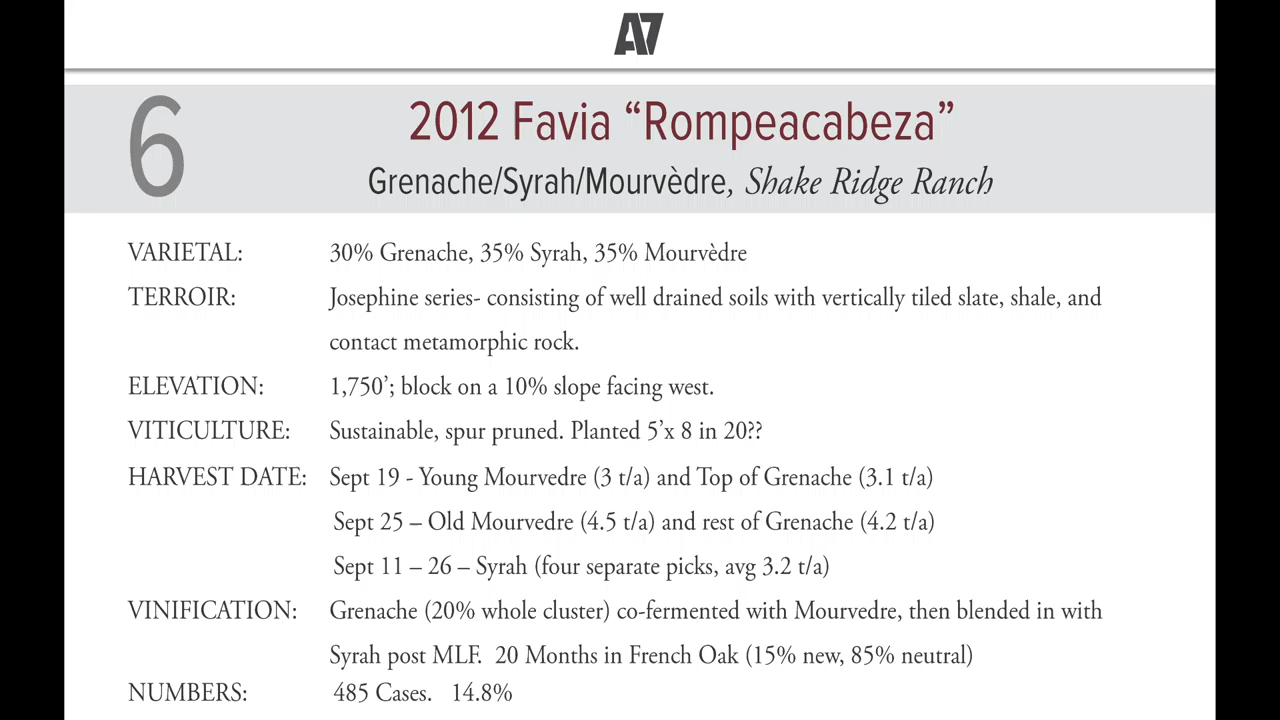 A7
6
2012 Favia “Rompeacabeza”
Grenache/Syrah/Mourvèdre, Shake Ridge Ranch
VARIETAL: 30% Grenache, 35% Syrah, 35% Mourvèdre
TERROIR: Josephine series- consisting of well drained soils with vertically tiled slate, shale, and
contact metamorphic rock.
ELEVATION: 1,750’; block on a 10% slope facing west.
VITICULTURE: Sustainable, spur pruned. Planted 5’x 8 in 20??
HARVEST DATE: Sept 19 - Young Mourvedre (3 t/a) and Top of Grenache (3.1 t/a)
Sept 25 – Old Mourvedre (4.5 t/a) and rest of Grenache (4.2 t/a)
Sept 11 – 26 – Syrah (four separate picks, avg 3.2 t/a)
VINIFICATION: Grenache (20% whole cluster) co-fermented with Mourvedre, then blended in with
Syrah post MLF. 20 Months in French Oak (15% new, 85% neutral)
NUMBERS: 485 Cases. 14.8%